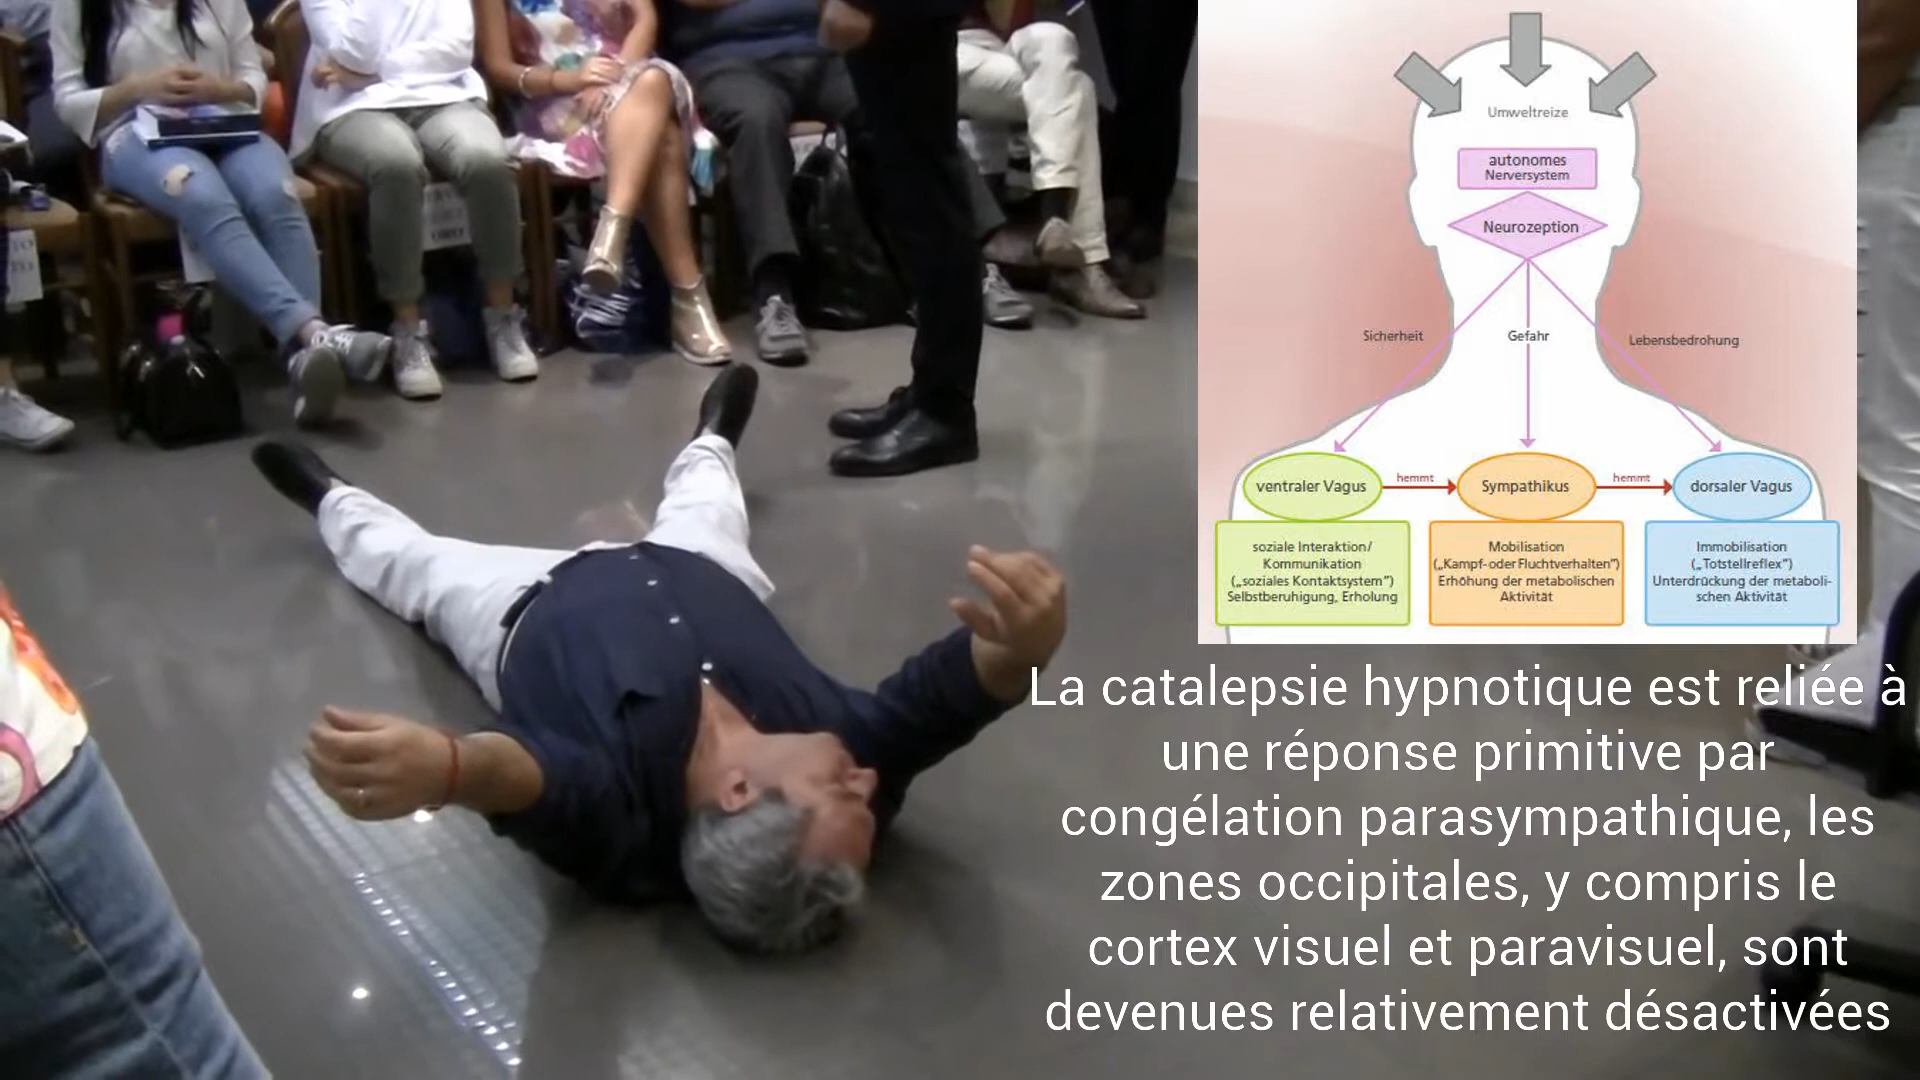 Umweltreize
autonomes
Nerversystem
Neurozeption
Sicherheit
Gefahr
Lebensbedrohung
ventraler Vagus
hemmt
Sympathikus
hemmt
dorsaler Vagus
soziale Interaktion/
Kommunikation
(„soziales Kontaktsystem“)
Selbstberuhigung, Erholung
Mobilisation
(„Kampf- oder Fluchtverhalten“)
Erhöhung der metabolischen
Aktivität
Immobilisation
(„Totstellreflex“)
Unterdrückung der metaboli-
schen Aktivität
La catalepsie hypnotique est reliée à
une réponse primitive par
congélation parasympathique, les
zones occipitales, y compris le
cortex visuel et paravisuel, sont
devenues relativement désactivées